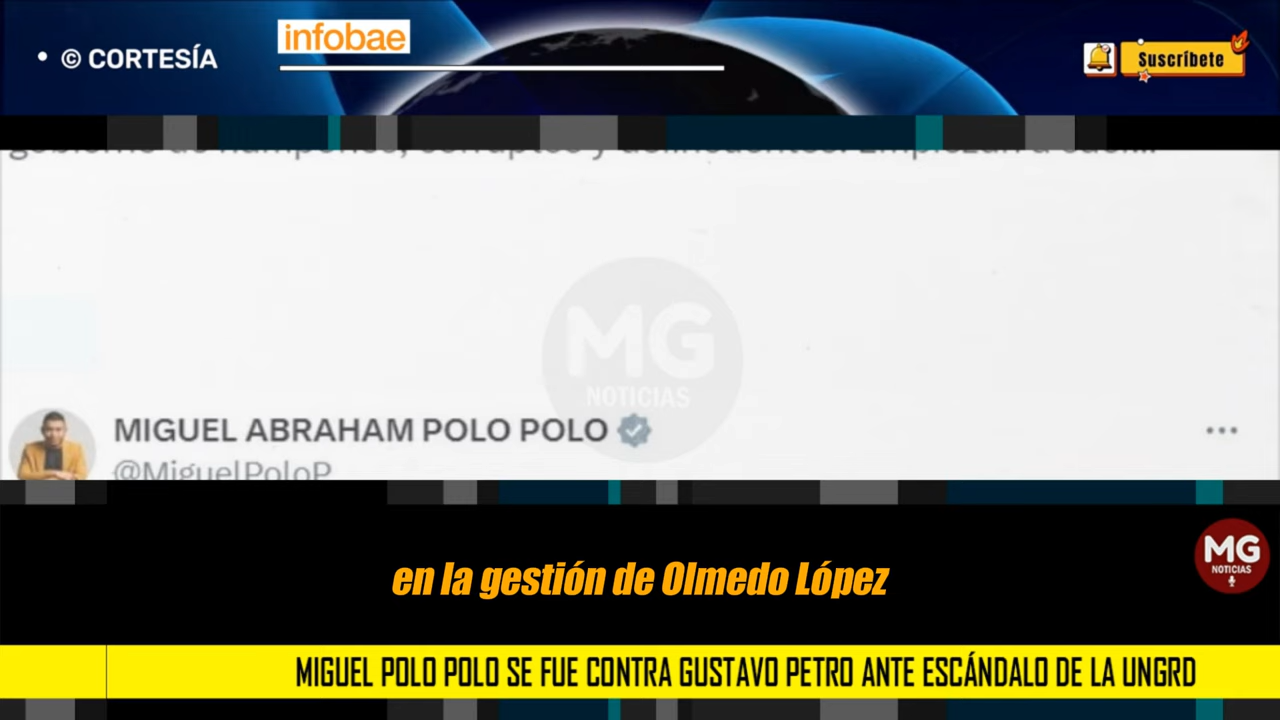 • © CORTESÍA
infobae
Suscríbete
MG
NOTICIAS
MIGUEL ABRAHAM POLO POLO
@MiguelPoloP
MG
NOTICIAS
en la gestión de Olmedo López
MIGUEL POLO POLO SE FUE CONTRA GUSTAVO PETRO ANTE ESCÁNDALO DE LA UNGRD